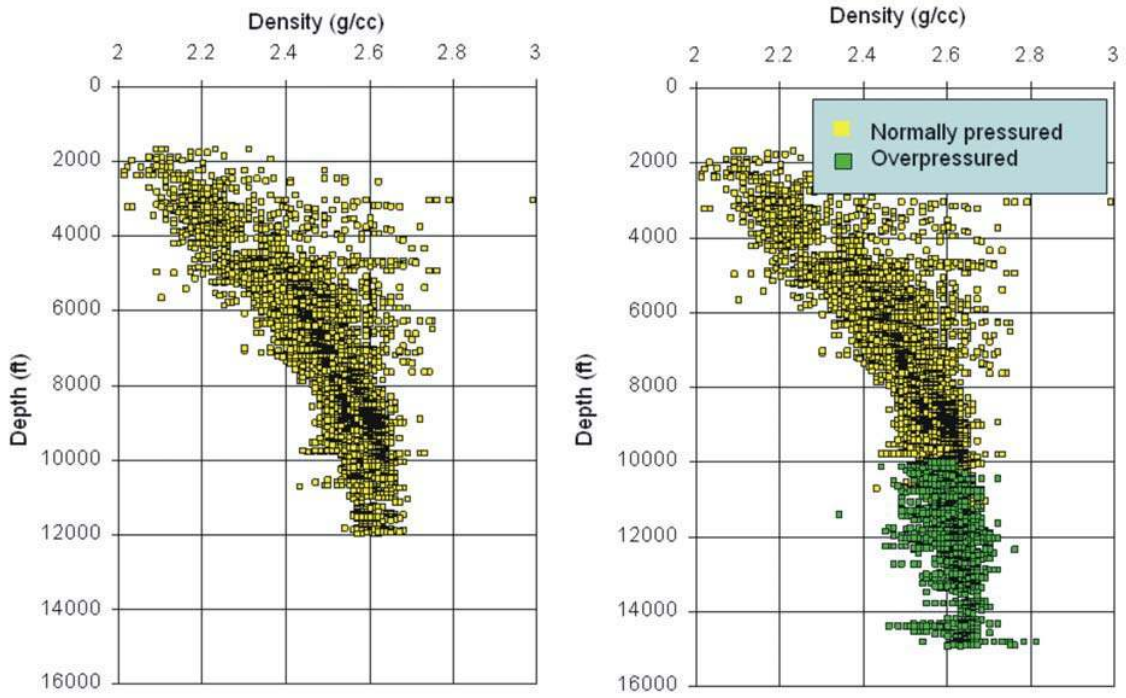 Density (g/cc)
2 2.2 2.4 2.6 2.8 3
0
2000
4000
6000
8000
10000
12000
14000
16000
Depth (ft)
Density (g/cc)
2 2.2 2.4 2.6 2.8 3
0
2000
4000
6000
8000
10000
12000
14000
16000
Depth (ft)
Normally pressured
Overpressured